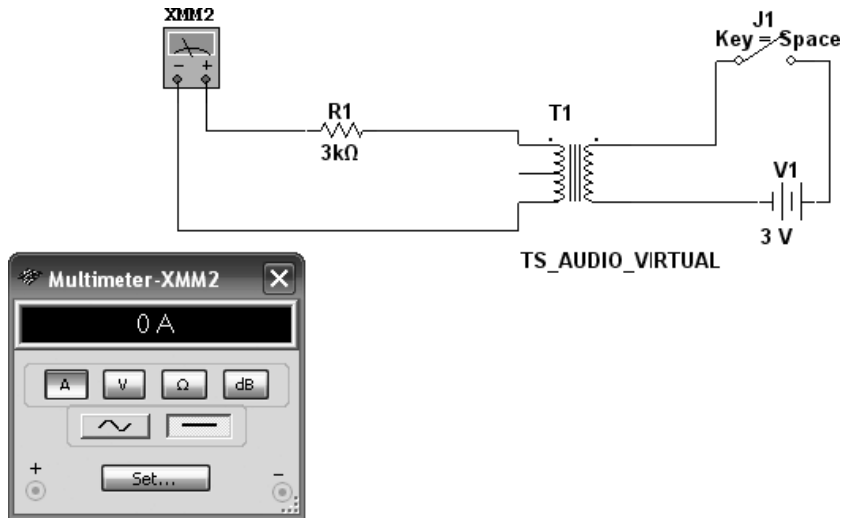 XMM2
J1
Key = Space
R1
3kΩ
T1
V1
3 V
TS_AUDIO_VIRTUAL
Multimeter-XMM2
0 A
A V Ω dB
+ Set... -